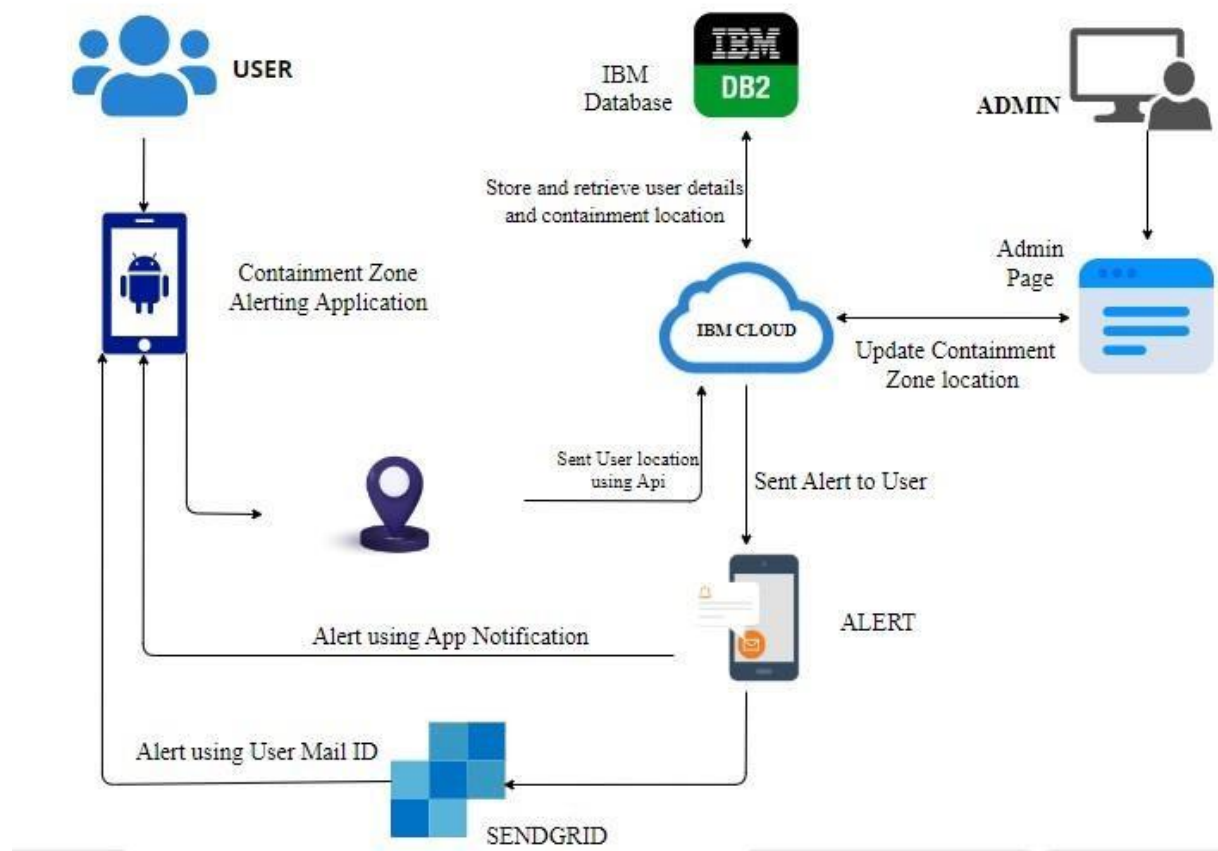 USER
IBM
Database
IBM
DB2
ADMIN
Store and retrieve user details
and containment location
Containment Zone
Alerting Application
Admin
Page
IBM CLOUD
Update Containment
Zone location
Sent User location
using Api
Sent Alert to User
ALERT
Alert using App Notification
Alert using User Mail ID
SENDGRID